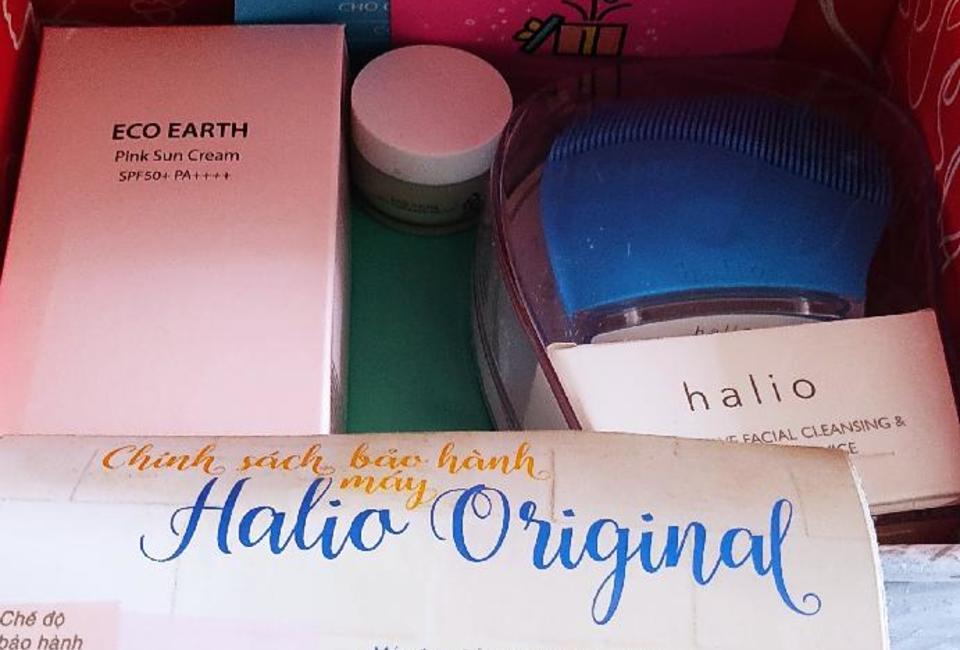 CHO
ECO EARTH
Pink Sun Cream
SPF50+ PA++++
halio
FACIAL CLEANSING &
Chính sách bảo hành
máy
Halio Original
Chế độ
bảo hành